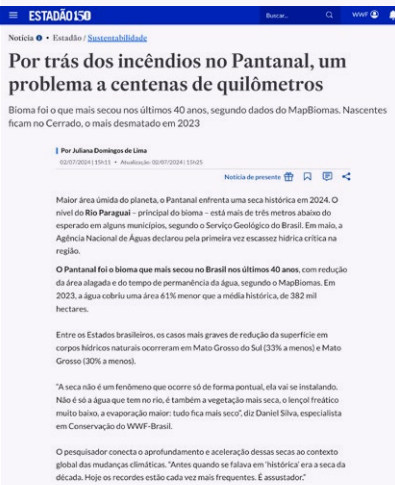 ESTADÃO 150
Buscar...
WWF
Notícia • Estadão / Sustentabilidade
Por trás dos incêndios no Pantanal, um
problema a centenas de quilômetros
Bioma foi o que mais secou nos últimos 40 anos, segundo dados do MapBiomas. Nascentes
ficam no Cerrado, o mais desmatado em 2023
Por Juliana Domingos de Lima
02/07/2024 | 15h11 • Atualização: 02/07/2024 | 15h25
Notícia de presente
Maior área úmida do planeta, o Pantanal enfrenta uma seca histórica em 2024. O
nível do Rio Paraguai – principal do bioma – está mais de três metros abaixo do
esperado em alguns municípios, segundo o Serviço Geológico do Brasil. Em maio, a
Agência Nacional de Águas declarou pela primeira vez escassez hídrica crítica na
região.
O Pantanal foi o bioma que mais secou no Brasil nos últimos 40 anos, com redução
da área alagada e do tempo de permanência da água, segundo o MapBiomas. Em
2023, a água cobriu uma área 61% menor que a média histórica, de 382 mil
hectares.
Entre os Estados brasileiros, os casos mais graves de redução da superfície em
corpos hídricos naturais ocorreram em Mato Grosso do Sul (33% a menos) e Mato
Grosso (30% a menos).
"A seca não é um fenômeno que ocorre só de forma pontual, ela vai se instalando.
Não é só a água que tem no rio, é também a vegetação mais seca, o lençol freático
muito baixo, a evaporação maior: tudo fica mais seco", diz Daniel Silva, especialista
em Conservação do WWF-Brasil.
O pesquisador conecta o aprofundamento e aceleração dessas secas ao contexto
global das mudanças climáticas. "Antes quando se falava em 'histórica' era a seca da
década. Hoje os recordes estão cada vez mais frequentes. É assustador."